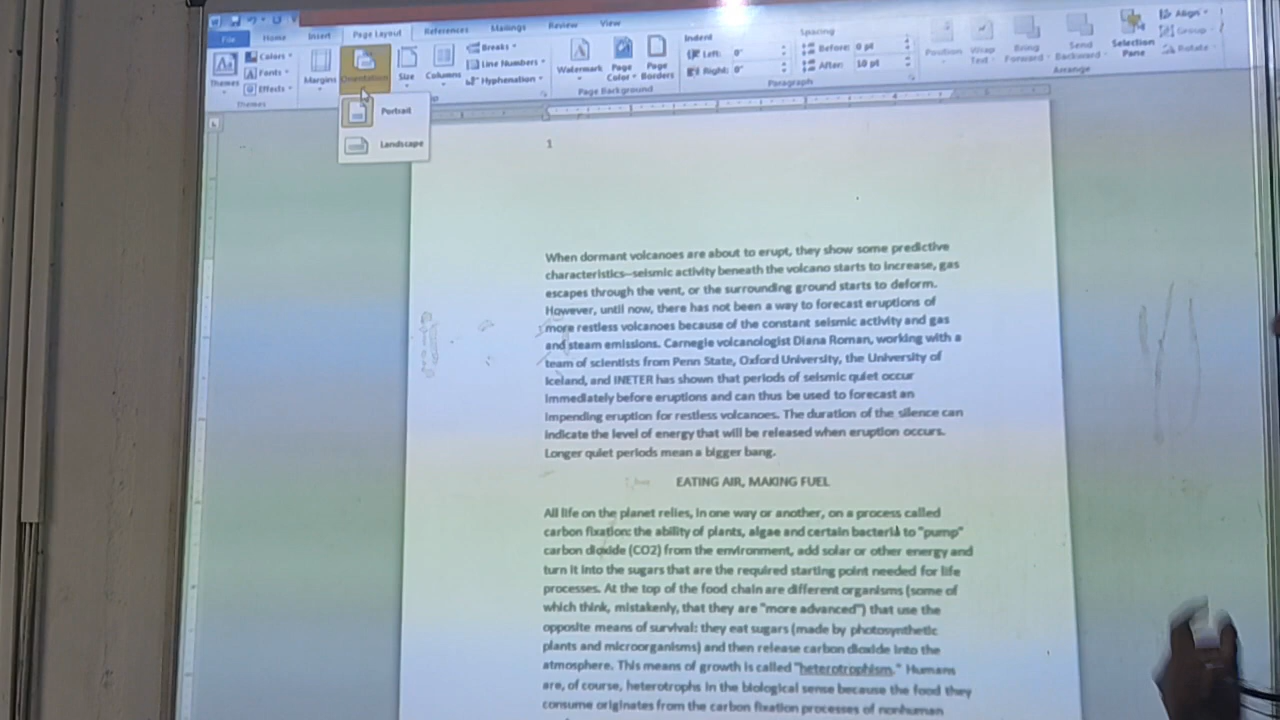 File Home Insert Page Layout References Mailings Review View
Themes
Colors
Fonts
Effects
Themes
Margins
Orientation
Size
Columns
Breaks
Line Numbers
Hyphenation
Watermark
Page Color
Page Borders
Page Background
Indent
Left: 0"
Right: 0"
Spacing
Before: 0 pt
After: 10 pt
Paragraph
Position
Wrap Text
Bring Forward
Send Backward
Selection Pane
Align
Group
Rotate
Arrange
Portrait
Landscape
1
When dormant volcanoes are about to erupt, they show some predictive
characteristics--seismic activity beneath the volcano starts to increase, gas
escapes through the vent, or the surrounding ground starts to deform.
However, until now, there has not been a way to forecast eruptions of
more restless volcanoes because of the constant seismic activity and gas
and steam emissions. Carnegie volcanologist Diana Roman, working with a
team of scientists from Penn State, Oxford University, the University of
Iceland, and INETER has shown that periods of seismic quiet occur
immediately before eruptions and can thus be used to forecast an
impending eruption for restless volcanoes. The duration of the silence can
indicate the level of energy that will be released when eruption occurs.
Longer quiet periods mean a bigger bang.
EATING AIR, MAKING FUEL
All life on the planet relies, in one way or another, on a process called
carbon fixation: the ability of plants, algae and certain bacteria to "pump"
carbon dioxide (CO2) from the environment, add solar or other energy and
turn it into the sugars that are the required starting point needed for life
processes. At the top of the food chain are different organisms (some of
which think, mistakenly, that they are "more advanced") that use the
opposite means of survival: they eat sugars (made by photosynthetic
plants and microorganisms) and then release carbon dioxide into the
atmosphere. This means of growth is called "heterotrophism." Humans
are, of course, heterotrophs in the biological sense because the food they
consume originates from the carbon fixation processes of nonhuman